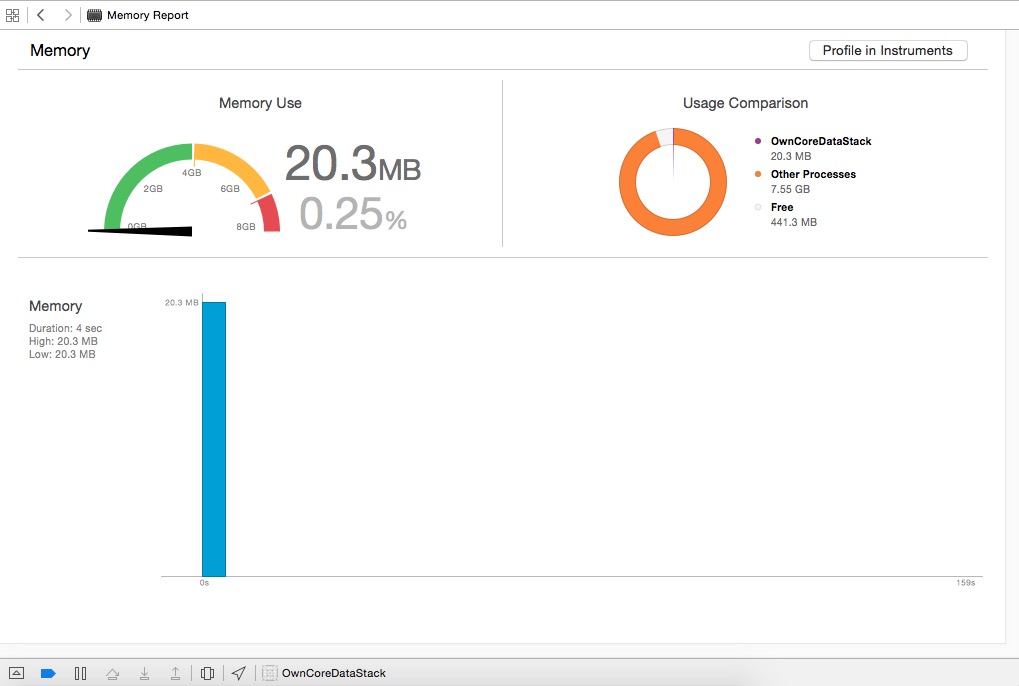 Memory Report
Memory
Profile in Instruments
Memory Use
0GB
2GB
4GB
6GB
8GB
20.3MB
0.25%
Usage Comparison
OwnCoreDataStack
20.3 MB
Other Processes
7.55 GB
Free
441.3 MB
Memory
Duration: 4 sec
High: 20.3 MB
Low: 20.3 MB
20.3 MB
0s
159s
OwnCoreDataStack